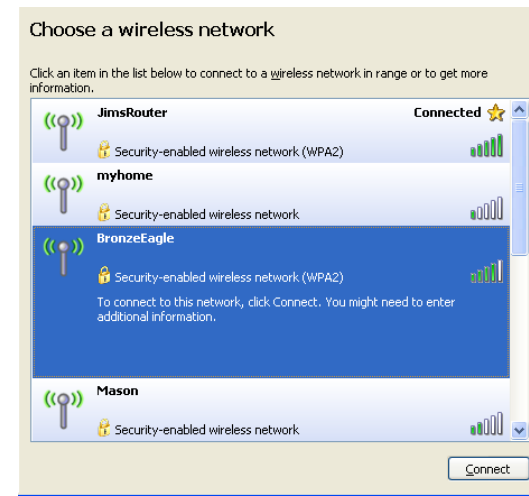 Choose a wireless network
Click an item in the list below to connect to a wireless network in range or to get more
information.
JimsRouter Connected
Security-enabled wireless network (WPA2)
myhome
Security-enabled wireless network
BronzeEagle
Security-enabled wireless network (WPA2)
To connect to this network, click Connect. You might need to enter
additional information.
Mason
Security-enabled wireless network
Connect